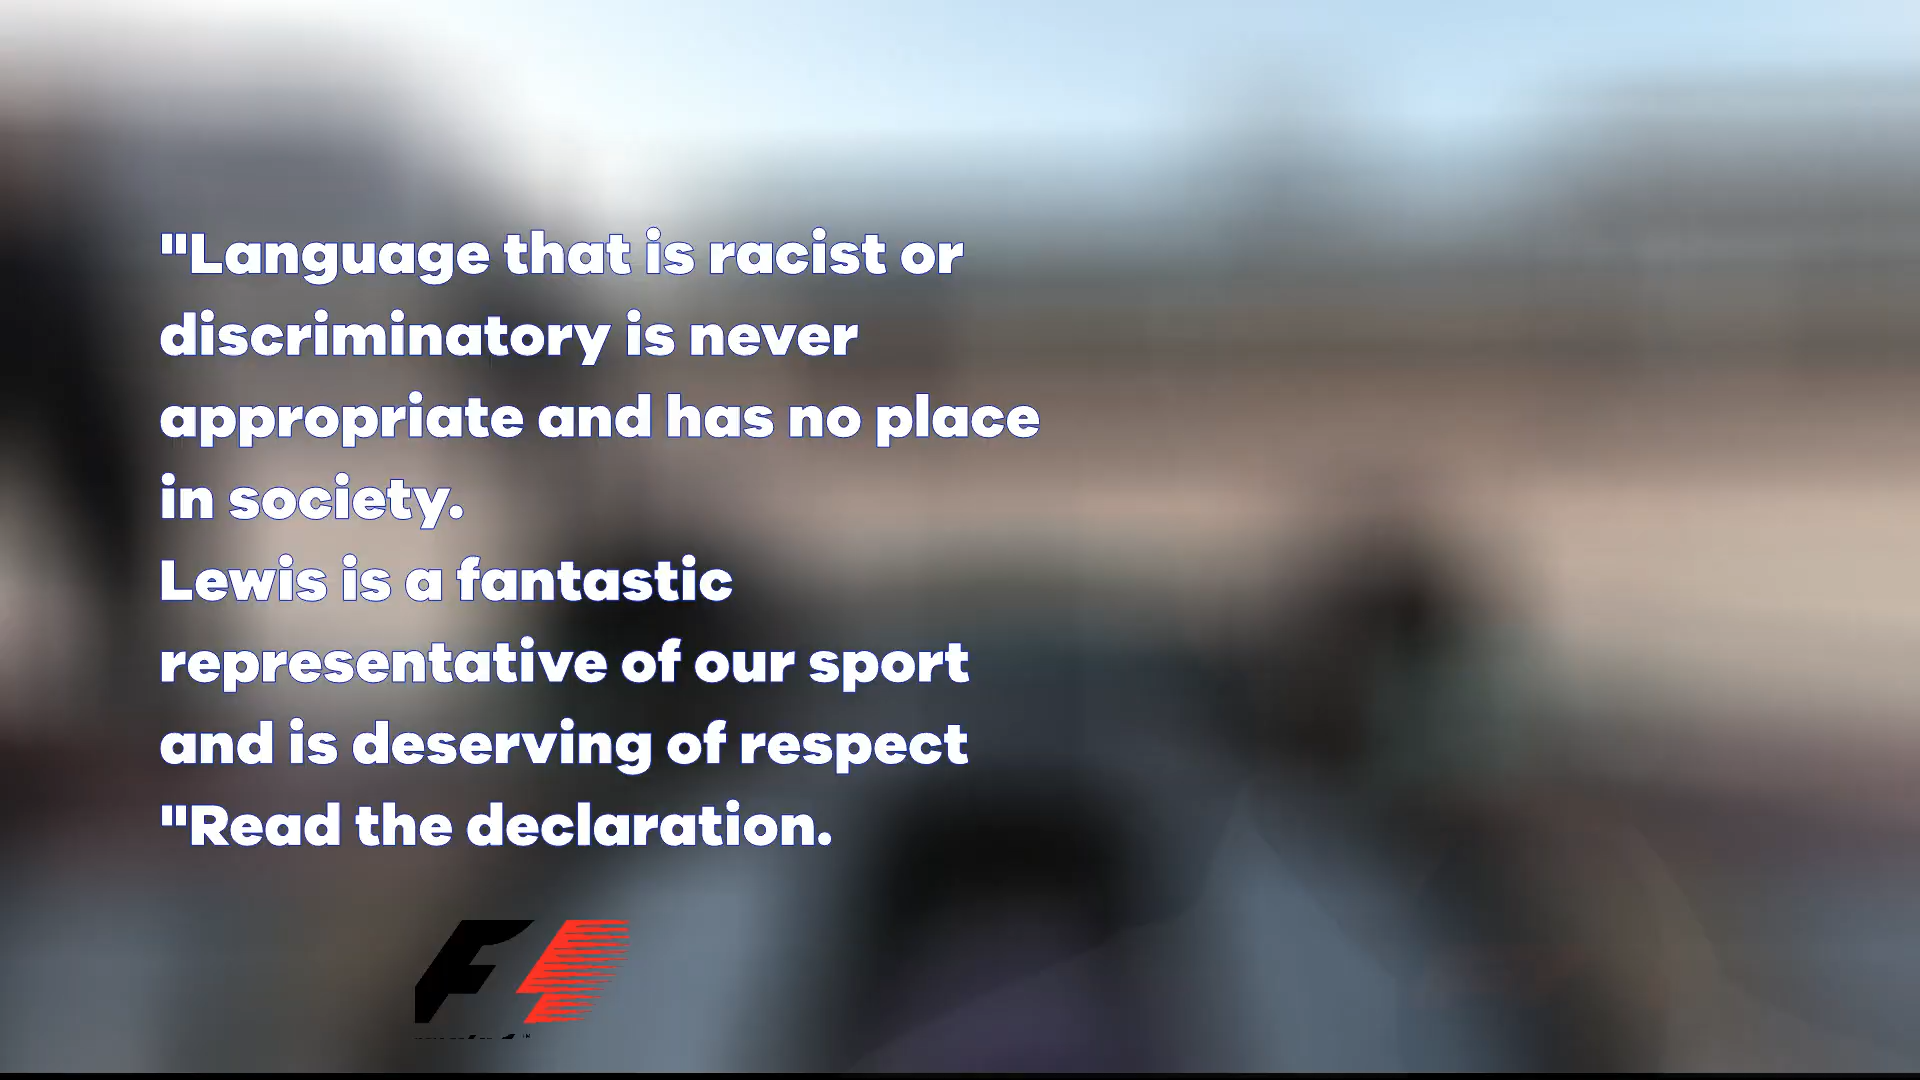 "Language that is racist or
discriminatory is never
appropriate and has no place
in society.
Lewis is a fantastic
representative of our sport
and is deserving of respect
"Read the declaration.
F1